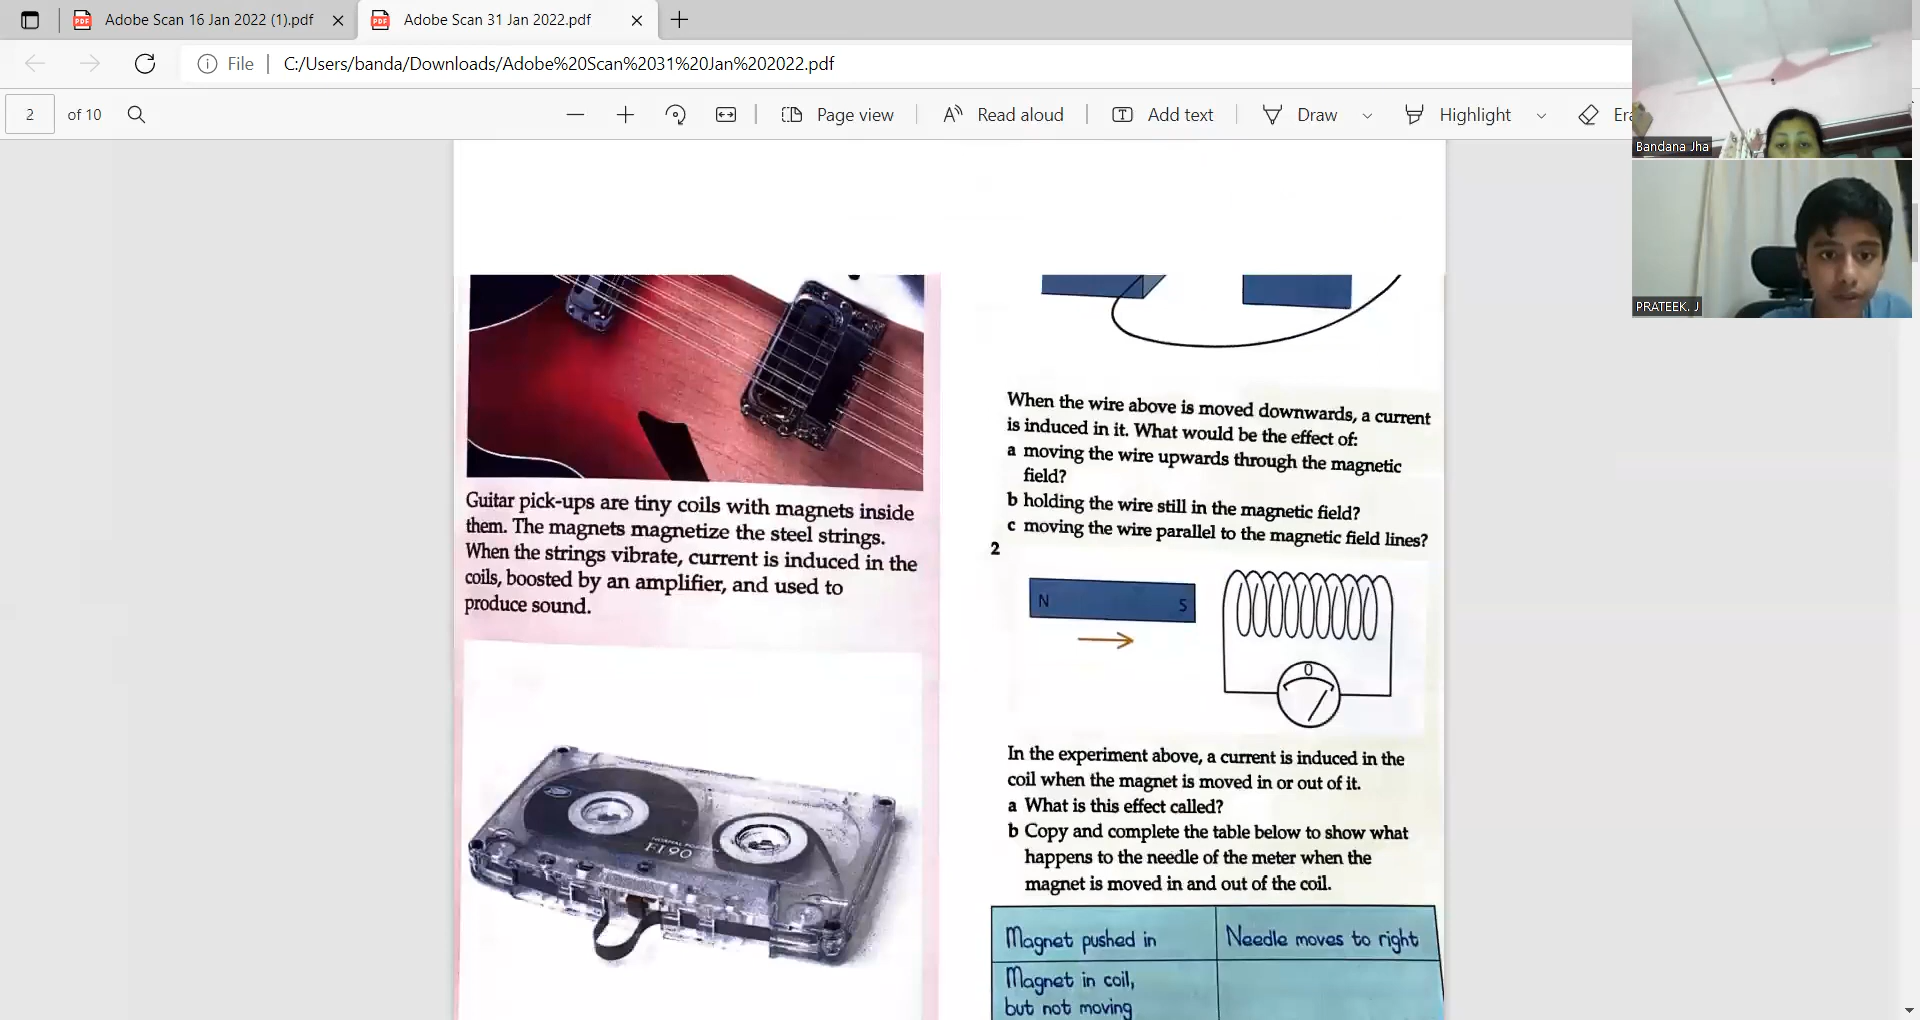 Adobe Scan 16 Jan 2022 (1).pdf
Adobe Scan 31 Jan 2022.pdf
File
C:/Users/banda/Downloads/Adobe%20Scan%2031%20Jan%202022.pdf
2 of 10
Page view
Read aloud
Add text
Draw
Highlight
Er
Bandana Jha
PRATEEK. J
Guitar pick-ups are tiny coils with magnets inside
them. The magnets magnetize the steel strings.
When the strings vibrate, current is induced in the
coils, boosted by an amplifier, and used to
produce sound.
NORMAL POSITION
F1 90
When the wire above is moved downwards, a current
is induced in it. What would be the effect of:
a moving the wire upwards through the magnetic
field?
b holding the wire still in the magnetic field?
c moving the wire parallel to the magnetic field lines?
2
N S
0
In the experiment above, a current is induced in the
coil when the magnet is moved in or out of it.
a What is this effect called?
b Copy and complete the table below to show what
happens to the needle of the meter when the
magnet is moved in and out of the coil.
Magnet pushed in
Needle moves to right
Magnet in coil,
but not moving